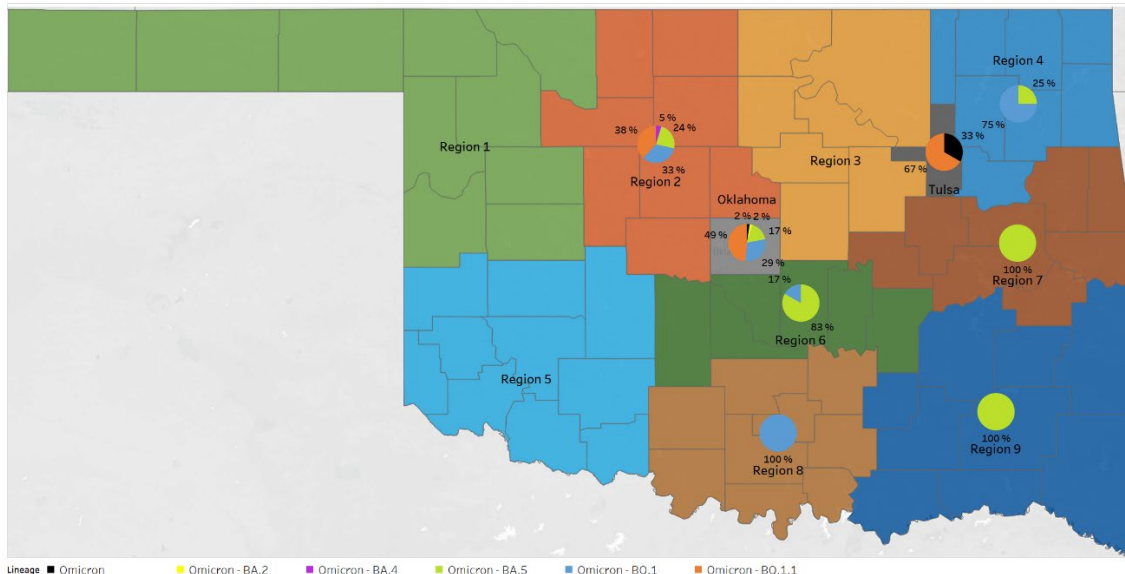 Region 4
25 %
75 %
5 %
24 %
38 %
33 %
Region 2
33 %
67 %
Tulsa
Region 1
Region 3
Oklahoma
2 % 2 %
17 %
49 %
29 %
100 %
Region 7
17 %
83 %
Region 6
Region 5
100 %
Region 8
100 %
Region 9
Lineage Omicron Omicron - BA.2 Omicron - BA.4 Omicron - BA.5 Omicron - BQ.1 Omicron - BQ.1.1